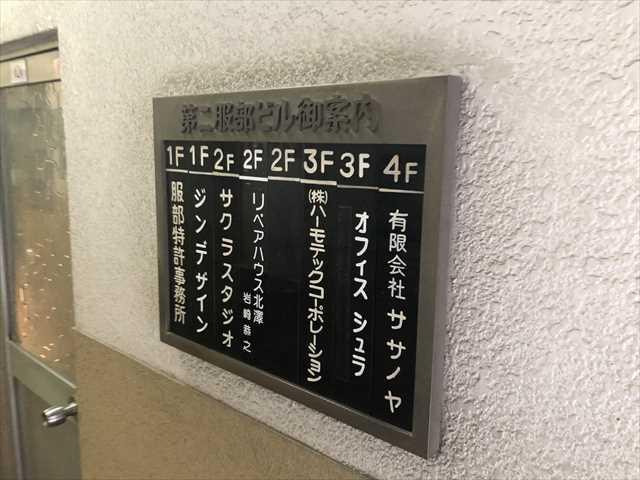 第二服部ビル御案内
1F 服部特許事務所
1F ジンデザイン
2F サクラスタジオ
2F リペアハウス北澤 岩崎恭之
2F
3F (株)ハーモテックコーポレーション
3F オフィス シュラ
4F 有限会社 ササノヤ